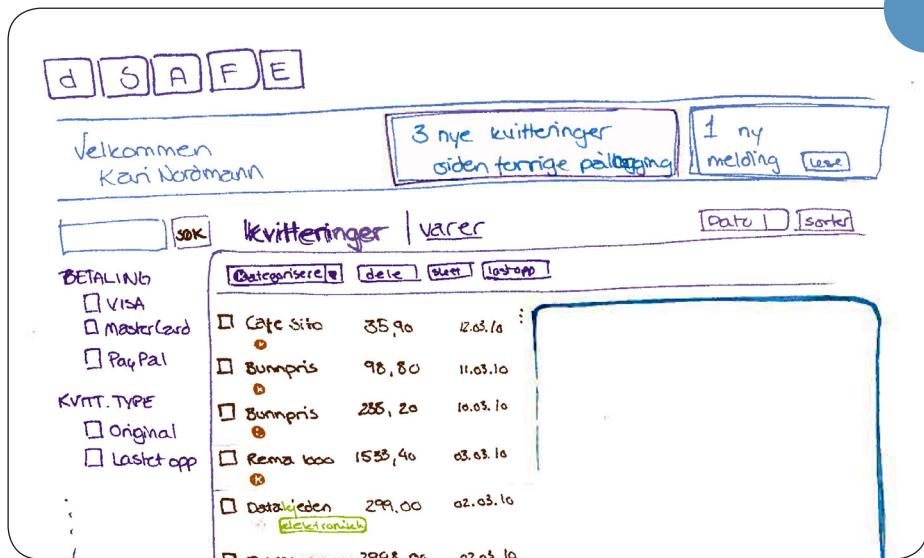 dSAFE
Velkommen
Kari Nordmann
3 nye kvitteringer
siden forrige pålogging
1 ny
melding lese
SØK kvitteringer | varer Dato sorter
Categorisere dele slett last opp
BETALING
VISA
MasterCard
PayPal
KVITT. TYPE
Original
Lastet opp
Cafe Sito 35,90 12.03.10
K
Bunnpris 98,80 11.03.10
K
Bunnpris 235, 20 10.03.10
Rema 1000 1533,40 03.03.10
K
Datakjeden 299,00 02.03.10
elektronikk